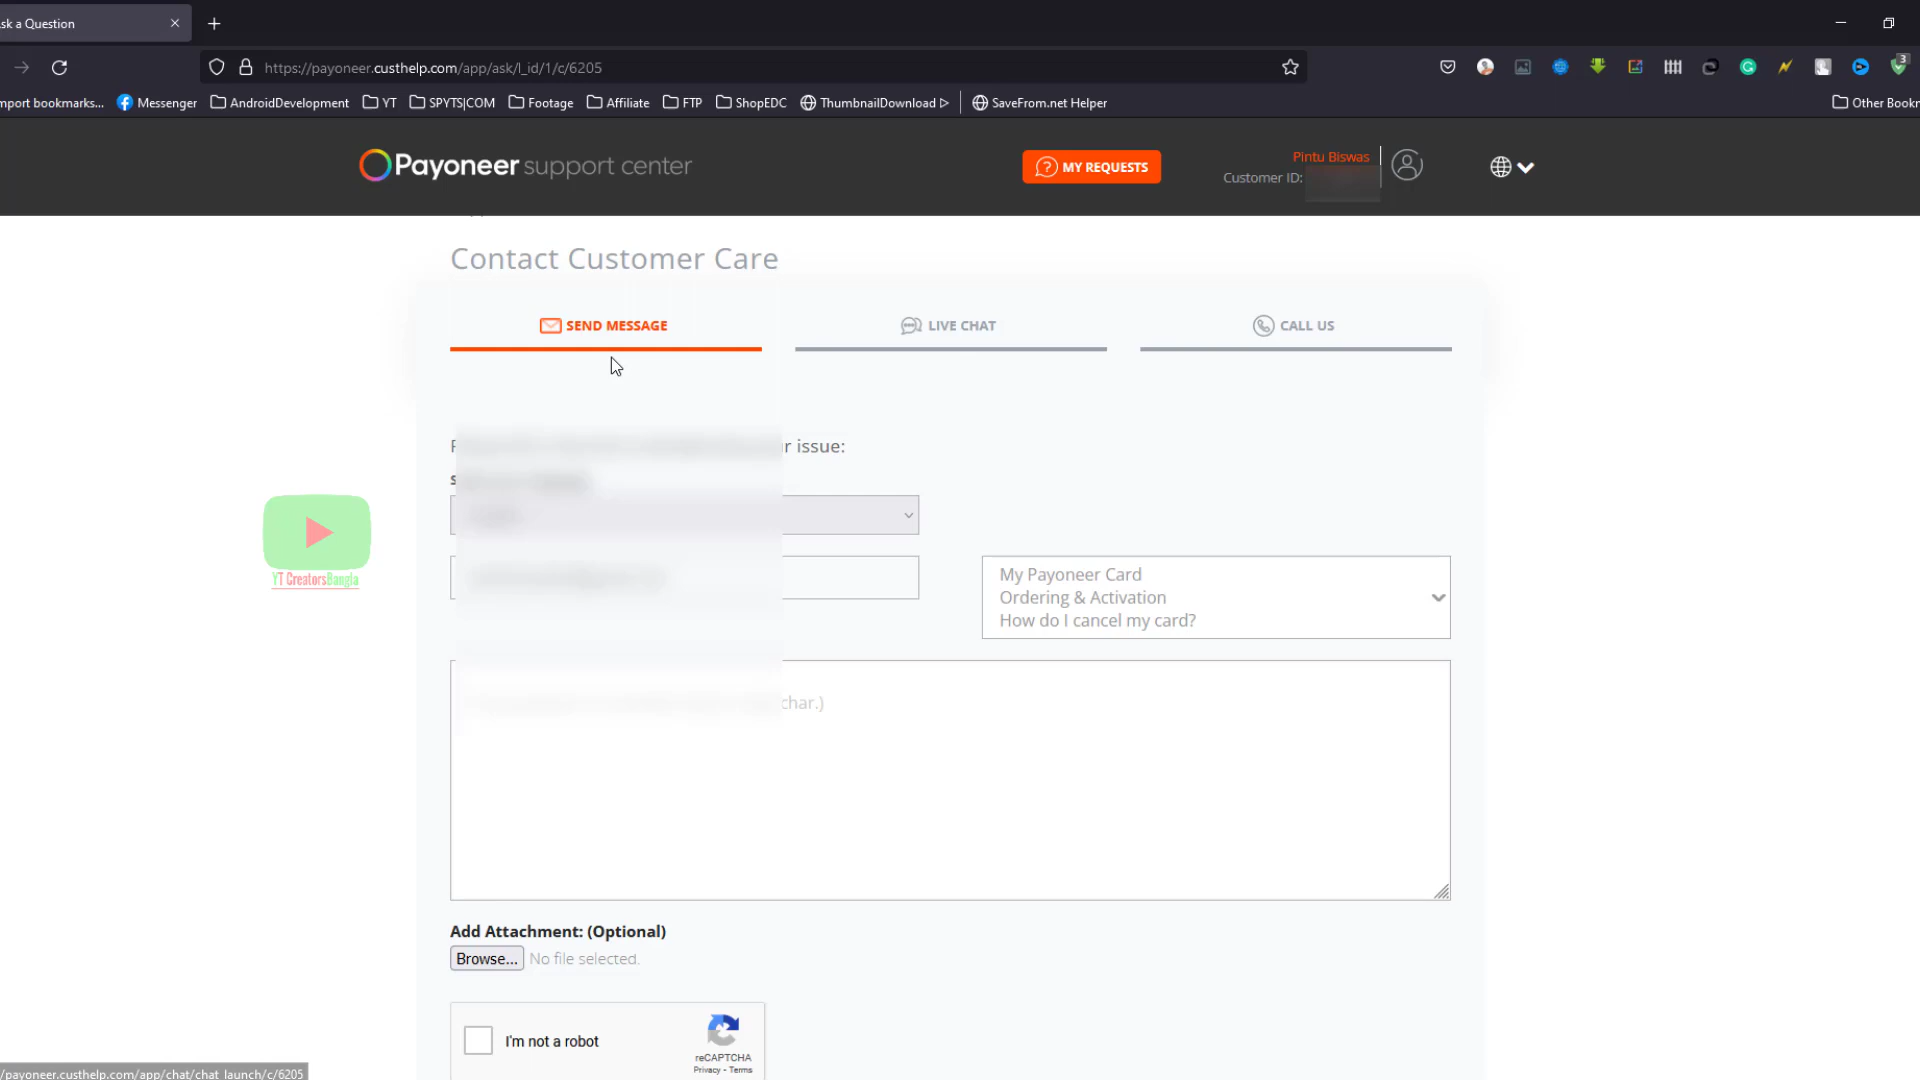 sk a Question
https://payoneer.custhelp.com/app/ask/l_id/1/c/6205
3
mport bookmarks...
Messenger
AndroidDevelopment
YT
SPYTS|COM
Footage
Affiliate
FTP
ShopEDC
ThumbnailDownload
SaveFrom.net Helper
Other Bookr
Payoneer support center
MY REQUESTS
Pintu Biswas
Customer ID:
Contact Customer Care
SEND MESSAGE
LIVE CHAT
CALL US
r issue:
My Payoneer Card
Ordering & Activation
How do I cancel my card?
YT CreatorsBangla
char.)
Add Attachment: (Optional)
Browse... No file selected.
I'm not a robot
reCAPTCHA
Privacy - Terms
/payoneer.custhelp.com/app/chat/chat_launch/c/6205